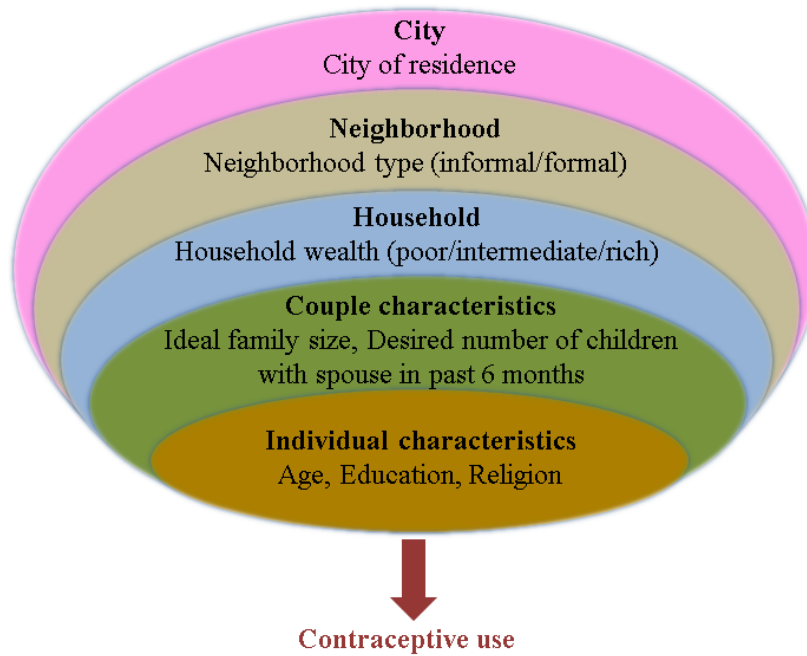 City
City of residence
Neighborhood
Neighborhood type (informal/formal)
Household
Household wealth (poor/intermediate/rich)
Couple characteristics
Ideal family size, Desired number of children
with spouse in past 6 months
Individual characteristics
Age, Education, Religion
Contraceptive use